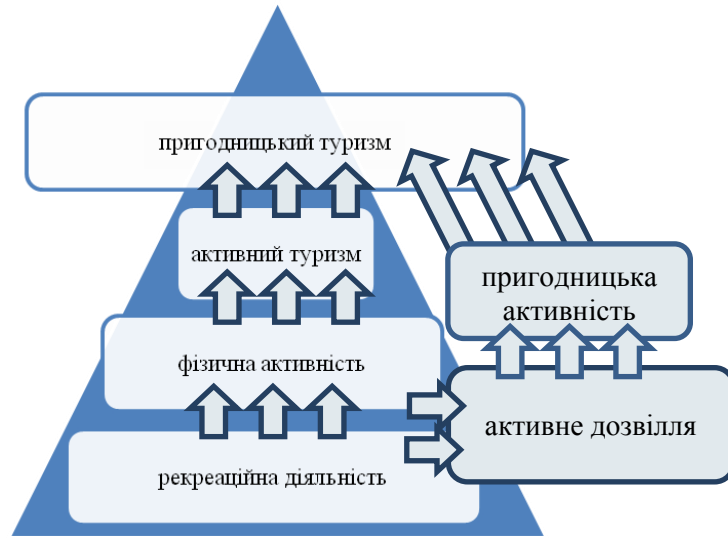 пригодницький туризм
активний туризм
пригодницька
активність
фізична активність
активне дозвілля
рекреаційна діяльність